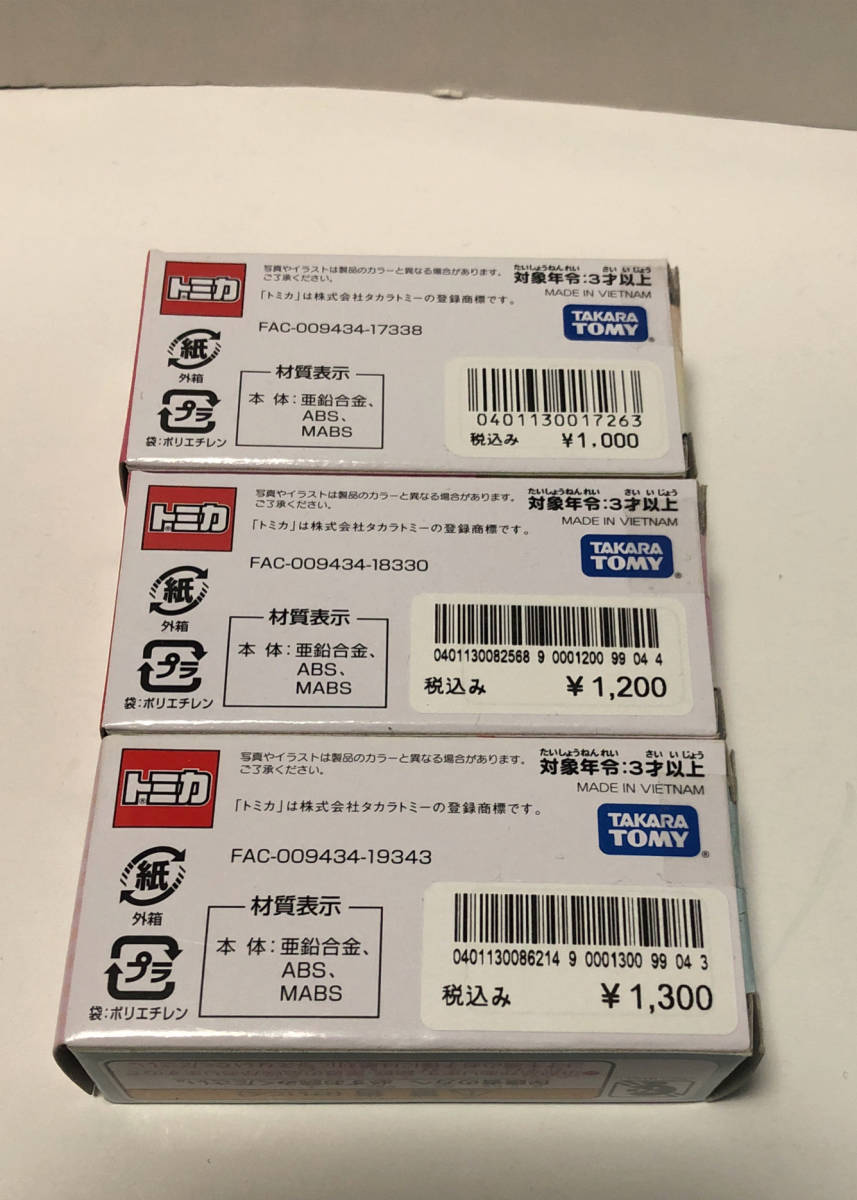 トミカ
写真やイラストは製品のカラーと異なる場合があります。
ご了承ください。
「トミカ」は株式会社タカラトミーの登録商標です。
FAC-009434-17338
たいしょうねんれい さいいじょう
対象年令:3才以上
MADE IN VIETNAM
TAKARA
TOMY
紙
外箱
プラ
袋:ポリエチレン
材質表示
本体:亜鉛合金、
ABS、
MABS
0401130017263
税込み ¥1.000
トミカ
写真やイラストは製品のカラーと異なる場合があります。
ご了承ください。
「トミカ」は株式会社タカラトミーの登録商標です。
FAC-009434-18330
たいしょうねんれい さいいじょう
対象年令:3才以上
MADE IN VIETNAM
TAKARA
TOMY
紙
外箱
プラ
袋:ポリエチレン
材質表示
本体:亜鉛合金、
ABS、
MABS
0401130082568 9 0001200 99 04 4
税込み ¥1,200
トミカ
写真やイラストは製品のカラーと異なる場合があります。
ご了承ください。
「トミカ」は株式会社タカラトミーの登録商標です。
FAC-009434-19343
たいしょうねんれい さいいじょう
対象年令:3才以上
MADE IN VIETNAM
TAKARA
TOMY
紙
外箱
プラ
袋:ポリエチレン
材質表示
本体:亜鉛合金、
ABS、
MABS
0401130086214 9 0001300 99 04 3
税込み ¥1,300